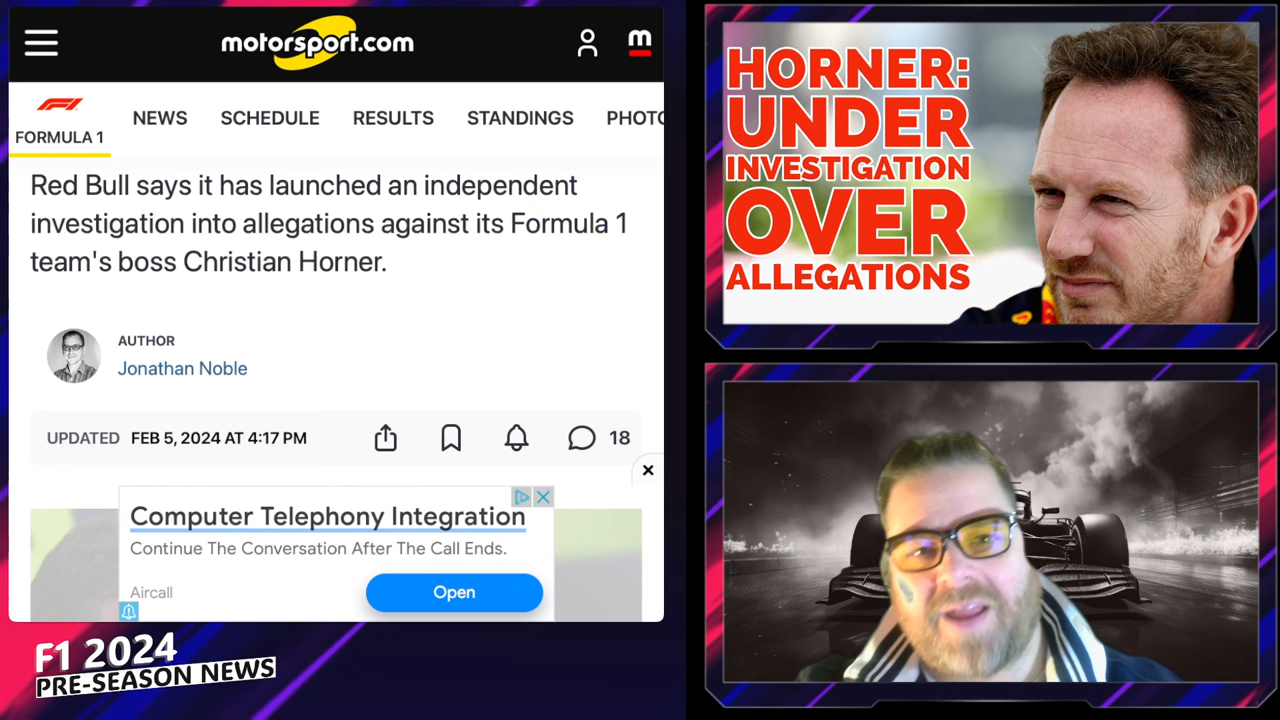 motorsport.com
m
F1
FORMULA 1
NEWS
SCHEDULE
RESULTS
STANDINGS
PHOTO
Red Bull says it has launched an independent
investigation into allegations against its Formula 1
team's boss Christian Horner.
AUTHOR
Jonathan Noble
UPDATED FEB 5, 2024 AT 4:17 PM
18
Computer Telephony Integration
Continue The Conversation After The Call Ends.
Aircall
Open
F1 2024
PRE-SEASON NEWS
HORNER:
UNDER
INVESTIGATION
OVER
ALLEGATIONS